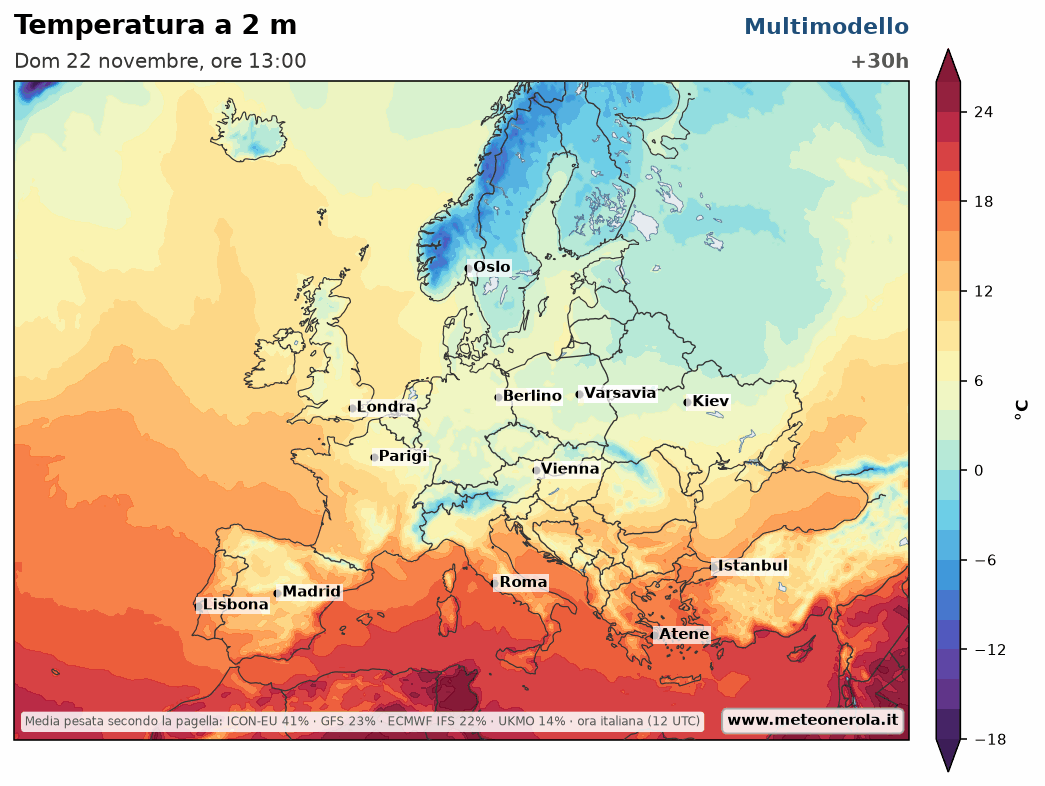 Temperatura a 2 m
Multimodello
Dom 22 novembre, ore 13:00
+30h
24
18
12
6
0
−6
−12
−18
°C
Oslo
Londra
Berlino
Varsavia
Kiev
Parigi
Vienna
Istanbul
Roma
Madrid
Lisbona
Atene
Media pesata secondo la pagella: ICON-EU 41% · GFS 23% · ECMWF IFS 22% · UKMO 14% · ora italiana (12 UTC)
www.meteonerola.it